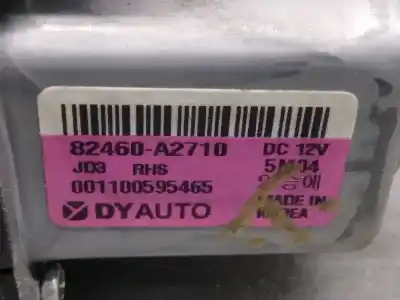 82460-A2710 DC 12V
JD3 RHS 5M04
001100595465
DYAUTO MADE IN
KOREA